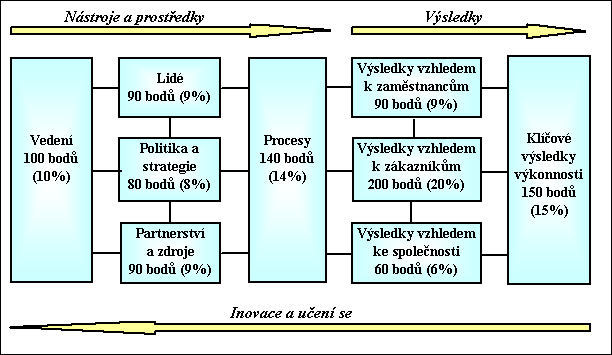 Nástroje a prostředky
Výsledky
Vedení
100 bodů
(10%)
Lidé
90 bodů (9%)
Politika a
strategie
80 bodů (8%)
Partnerství
a zdroje
90 bodů (9%)
Procesy
140 bodů
(14%)
Výsledky vzhledem
k zaměstnancům
90 bodů (9%)
Výsledky vzhledem
k zákazníkům
200 bodů (20%)
Výsledky vzhledem
ke společnosti
60 bodů (6%)
Klíčové
výsledky
výkonnosti
150 bodů
(15%)
Inovace a učení se